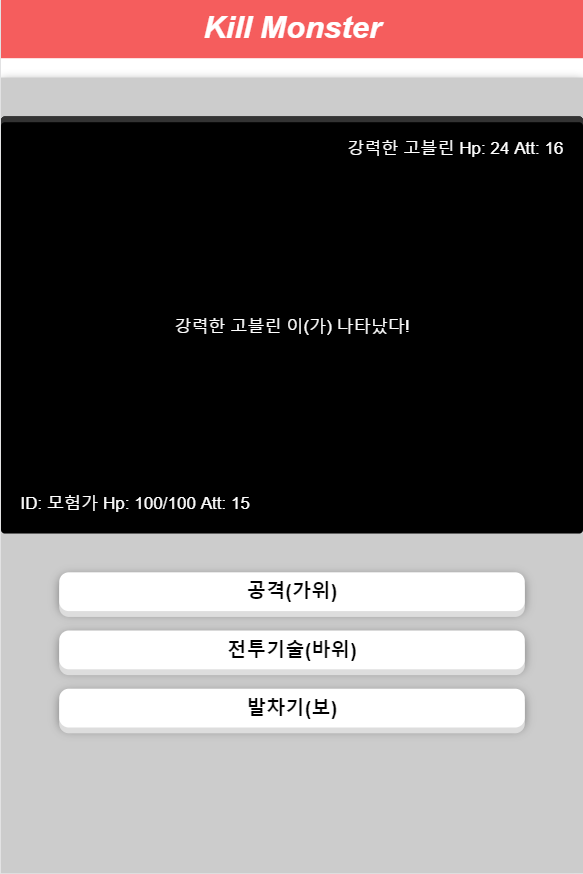 Kill Monster
강력한 고블린 Hp: 24 Att: 16
강력한 고블린 이(가) 나타났다!
ID: 모험가 Hp: 100/100 Att: 15
공격(가위)
전투기술(바위)
발차기(보)